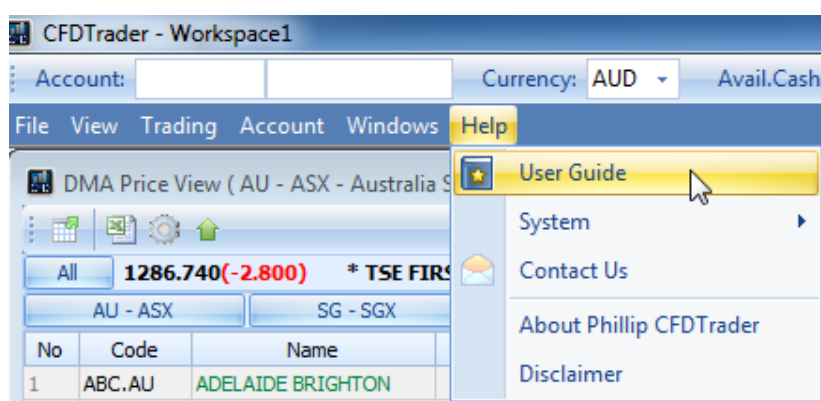 CFDTrader - Workspace1
Account: Currency: AUD Avail.Cash
File View Trading Account Windows Help
DMA Price View ( AU - ASX - Australia S
User Guide
System
All 1286.740(-2.800) * TSE FIRS
Contact Us
AU - ASX SG - SGX
About Phillip CFDTrader
No Code Name
Disclaimer
1 ABC.AU ADELAIDE BRIGHTON